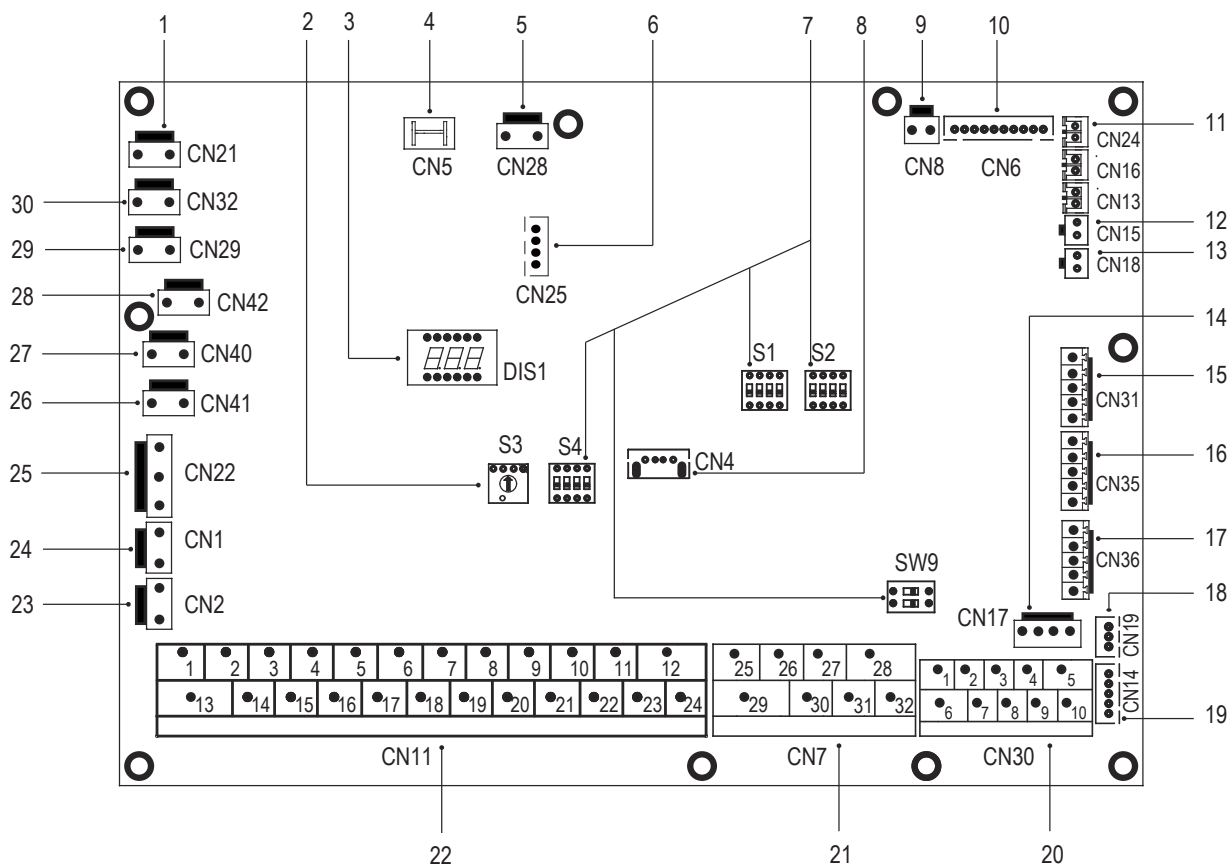 1 2 3 4 5 6 7 8 9 10
CN21 CN5 CN28 CN8 CN6 CN24 11
CN16
30 CN32 CN13
29 CN29 CN15 12
CN25 CN18 13
28 CN42
14
27 CN40
3 DIS1 S1 S2
26 CN41 CN31 15
25 CN22 S3 S4 CN4 CN35 16
24 CN1 SW9 CN36 17
23 CN2 CN17 CN19 18
1 2 3 4 5 6 7 8 9 10 11 12 25 26 27 28 1 2 3 4 5
13 14 15 16 17 18 19 20 21 22 23 24 29 30 31 32 6 7 8 9 10 CN14
19
CN11 CN7 CN30
22 21 20